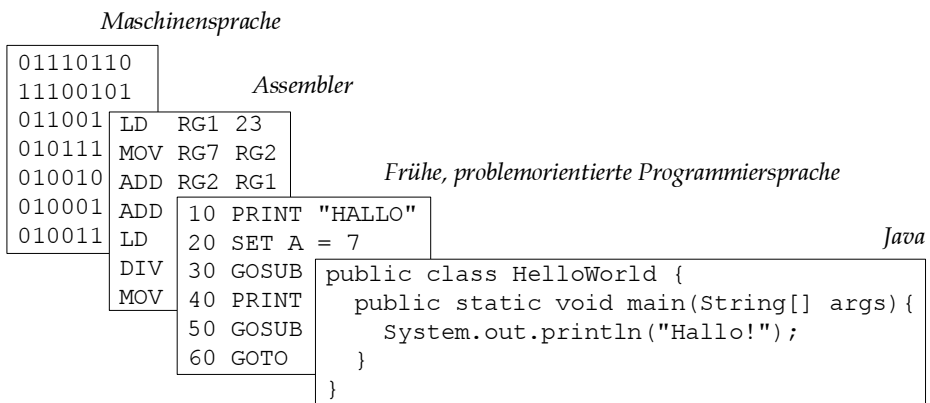 Maschinensprache
01110110
11100101
011001
010111
010010
010001
010011
Assembler
LD RG1 23
MOV RG7 RG2
ADD RG2 RG1
ADD
LD
DIV
MOV
Frühe, problemorientierte Programmiersprache
10 PRINT "HALLO"
20 SET A = 7
30 GOSUB
40 PRINT
50 GOSUB
60 GOTO
Java
public class HelloWorld {
public static void main(String[] args){
System.out.println("Hallo!");
}
}